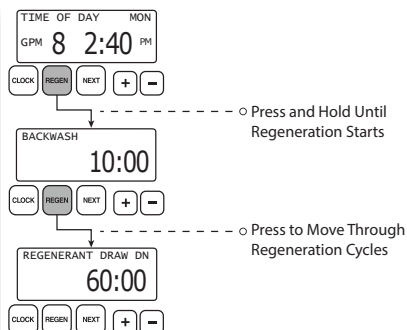 TIME OF DAY MON
GPM 8 2:40 PM
CLOCK REGEN NEXT + -
Press and Hold Until
Regeneration Starts
BACKWASH
10:00
CLOCK REGEN NEXT + -
Press to Move Through
Regeneration Cycles
REGENERANT DRAW DN
60:00
CLOCK REGEN NEXT + -